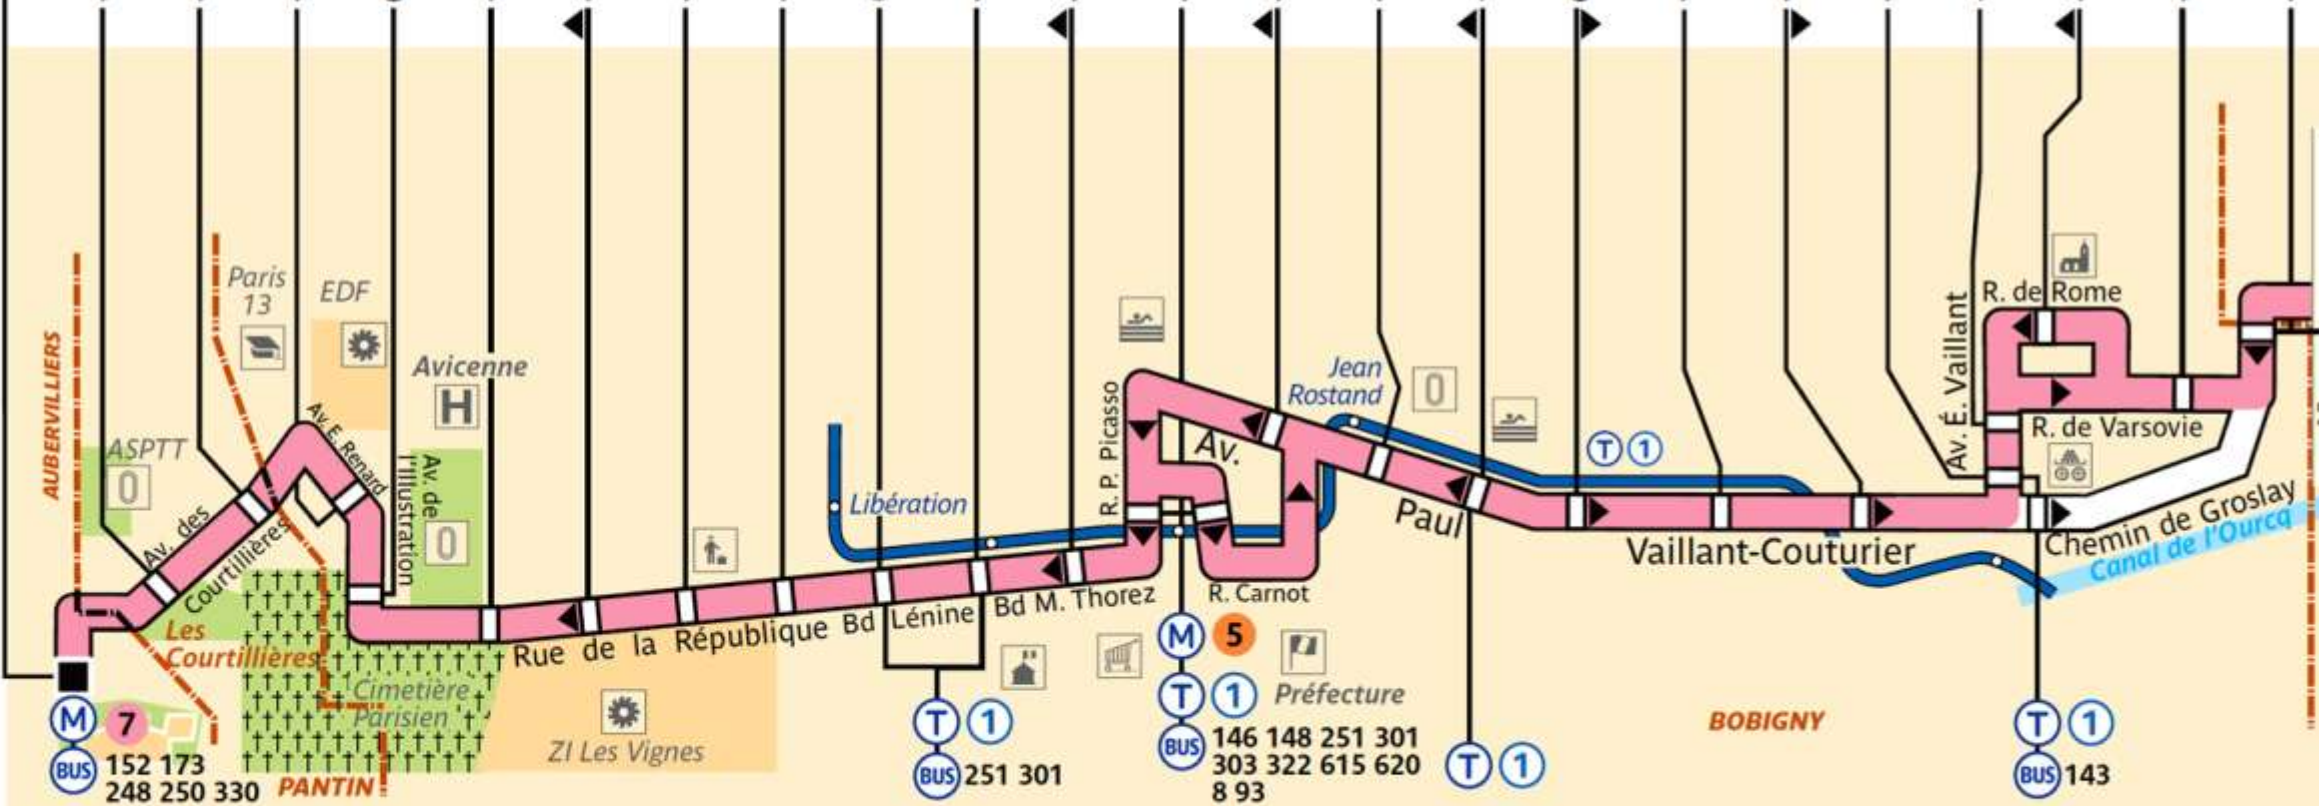 Paris
13
EDF
AUBERVILLIERS
Avicenne
H
ASPTT
Av. des
Courtillières
Av. E. Renard
Av. de
l'Illustration
Les
Courtillières
Cimetière
Parisien
M 7
BUS 152 173
248 250 330
PANTIN
Rue de la République
ZI Les Vignes
Libération
Bd Lénine
Bd M. Thorez
T 1
BUS 251 301
R. P. Picasso
Av.
Jean
Rostand
R. Carnot
M 5
T 1
Préfecture
BUS 146 148 251 301
303 322 615 620
8 93
Paul
T 1
T 1
Vaillant-Couturier
BOBIGNY
Av. É. Vaillant
R. de Rome
R. de Varsovie
Chemin de Groslay
Canal de l'Ourcq
T 1
BUS 143